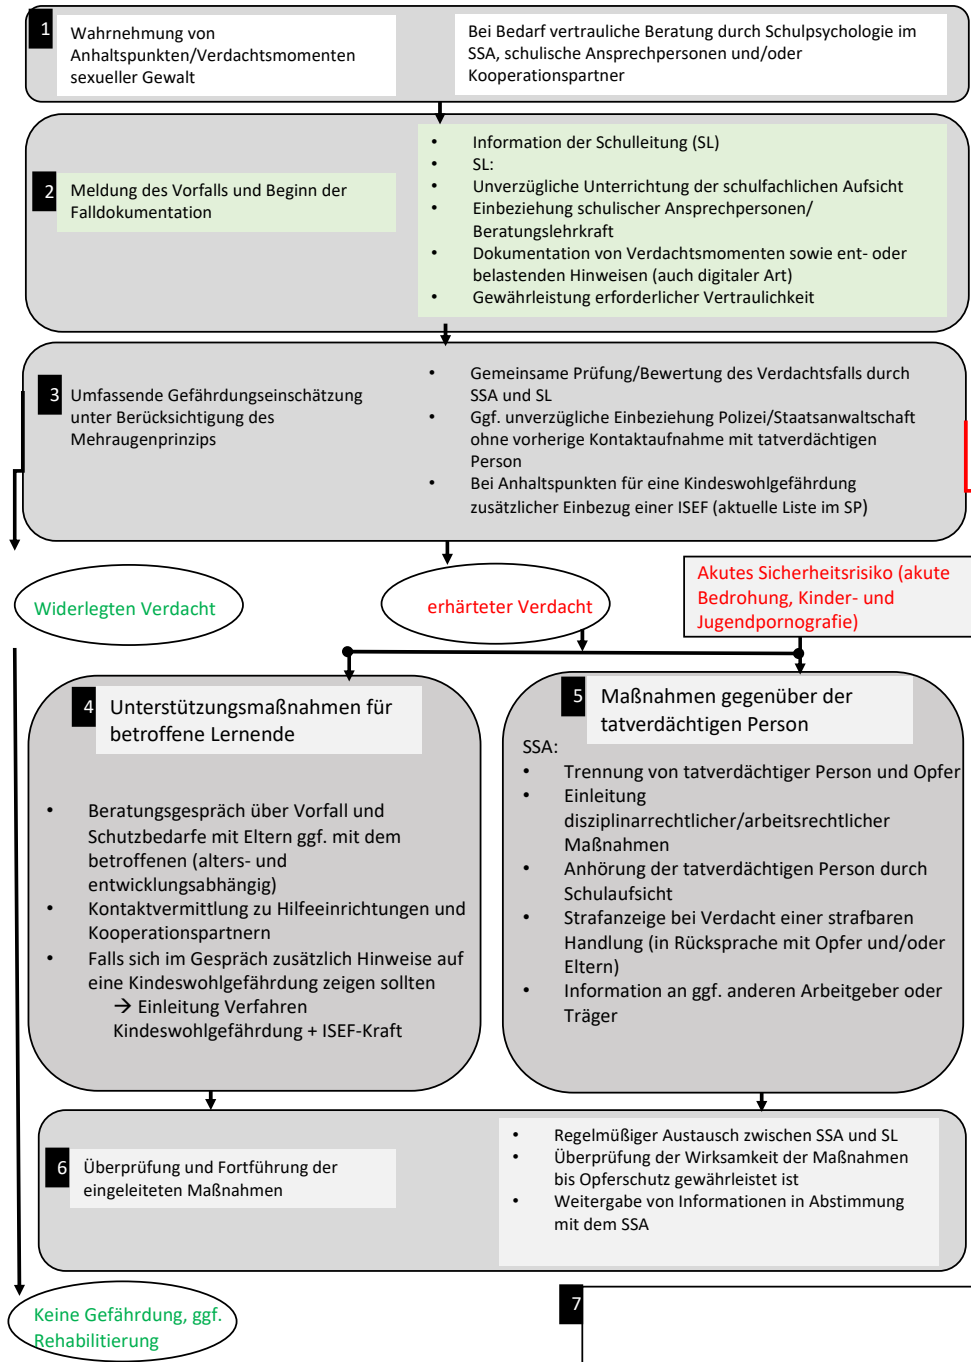 1
Wahrnehmung von
Anhaltspunkten/Verdachtsmomenten
sexueller Gewalt
Bei Bedarf vertrauliche Beratung durch Schulpsychologie im
SSA, schulische Ansprechpersonen und/oder
Kooperationspartner
2
Meldung des Vorfalls und Beginn der
Falldokumentation
• Information der Schulleitung (SL)
• SL:
• Unverzügliche Unterrichtung der schulfachlichen Aufsicht
• Einbeziehung schulischer Ansprechpersonen/
Beratungslehrkraft
• Dokumentation von Verdachtsmomenten sowie ent- oder
belastenden Hinweisen (auch digitaler Art)
• Gewährleistung erforderlicher Vertraulichkeit
3
Umfassende Gefährdungseinschätzung
unter Berücksichtigung des
Mehraugenprinzips
• Gemeinsame Prüfung/Bewertung des Verdachtsfalls durch
SSA und SL
• Ggf. unverzügliche Einbeziehung Polizei/Staatsanwaltschaft
ohne vorherige Kontaktaufnahme mit tatverdächtigen
Person
• Bei Anhaltspunkten für eine Kindeswohlgefährdung
zusätzlicher Einbezug einer ISEF (aktuelle Liste im SP)
Widerlegten Verdacht
erhärteter Verdacht
Akutes Sicherheitsrisiko (akute
Bedrohung, Kinder- und
Jugendpornografie)
4
Unterstützungsmaßnahmen für
betroffene Lernende
• Beratungsgespräch über Vorfall und
Schutzbedarfe mit Eltern ggf. mit dem
betroffenen (alters- und
entwicklungsabhängig)
• Kontaktvermittlung zu Hilfeeinrichtungen und
Kooperationspartnern
• Falls sich im Gespräch zusätzlich Hinweise auf
eine Kindeswohlgefährdung zeigen sollten
→ Einleitung Verfahren
Kindeswohlgefährdung + ISEF-Kraft
5
Maßnahmen gegenüber der
tatverdächtigen Person
SSA:
• Trennung von tatverdächtiger Person und Opfer
• Einleitung
disziplinarrechtlicher/arbeitsrechtlicher
Maßnahmen
• Anhörung der tatverdächtigen Person durch
Schulaufsicht
• Strafanzeige bei Verdacht einer strafbaren
Handlung (in Rücksprache mit Opfer und/oder
Eltern)
• Information an ggf. anderen Arbeitgeber oder
Träger
6
Überprüfung und Fortführung der
eingeleiteten Maßnahmen
• Regelmüßiger Austausch zwischen SSA und SL
• Überprüfung der Wirksamkeit der Maßnahmen
bis Opferschutz gewährleistet ist
• Weitergabe von Informationen in Abstimmung
mit dem SSA
Keine Gefährdung, ggf.
Rehabilitierung
7